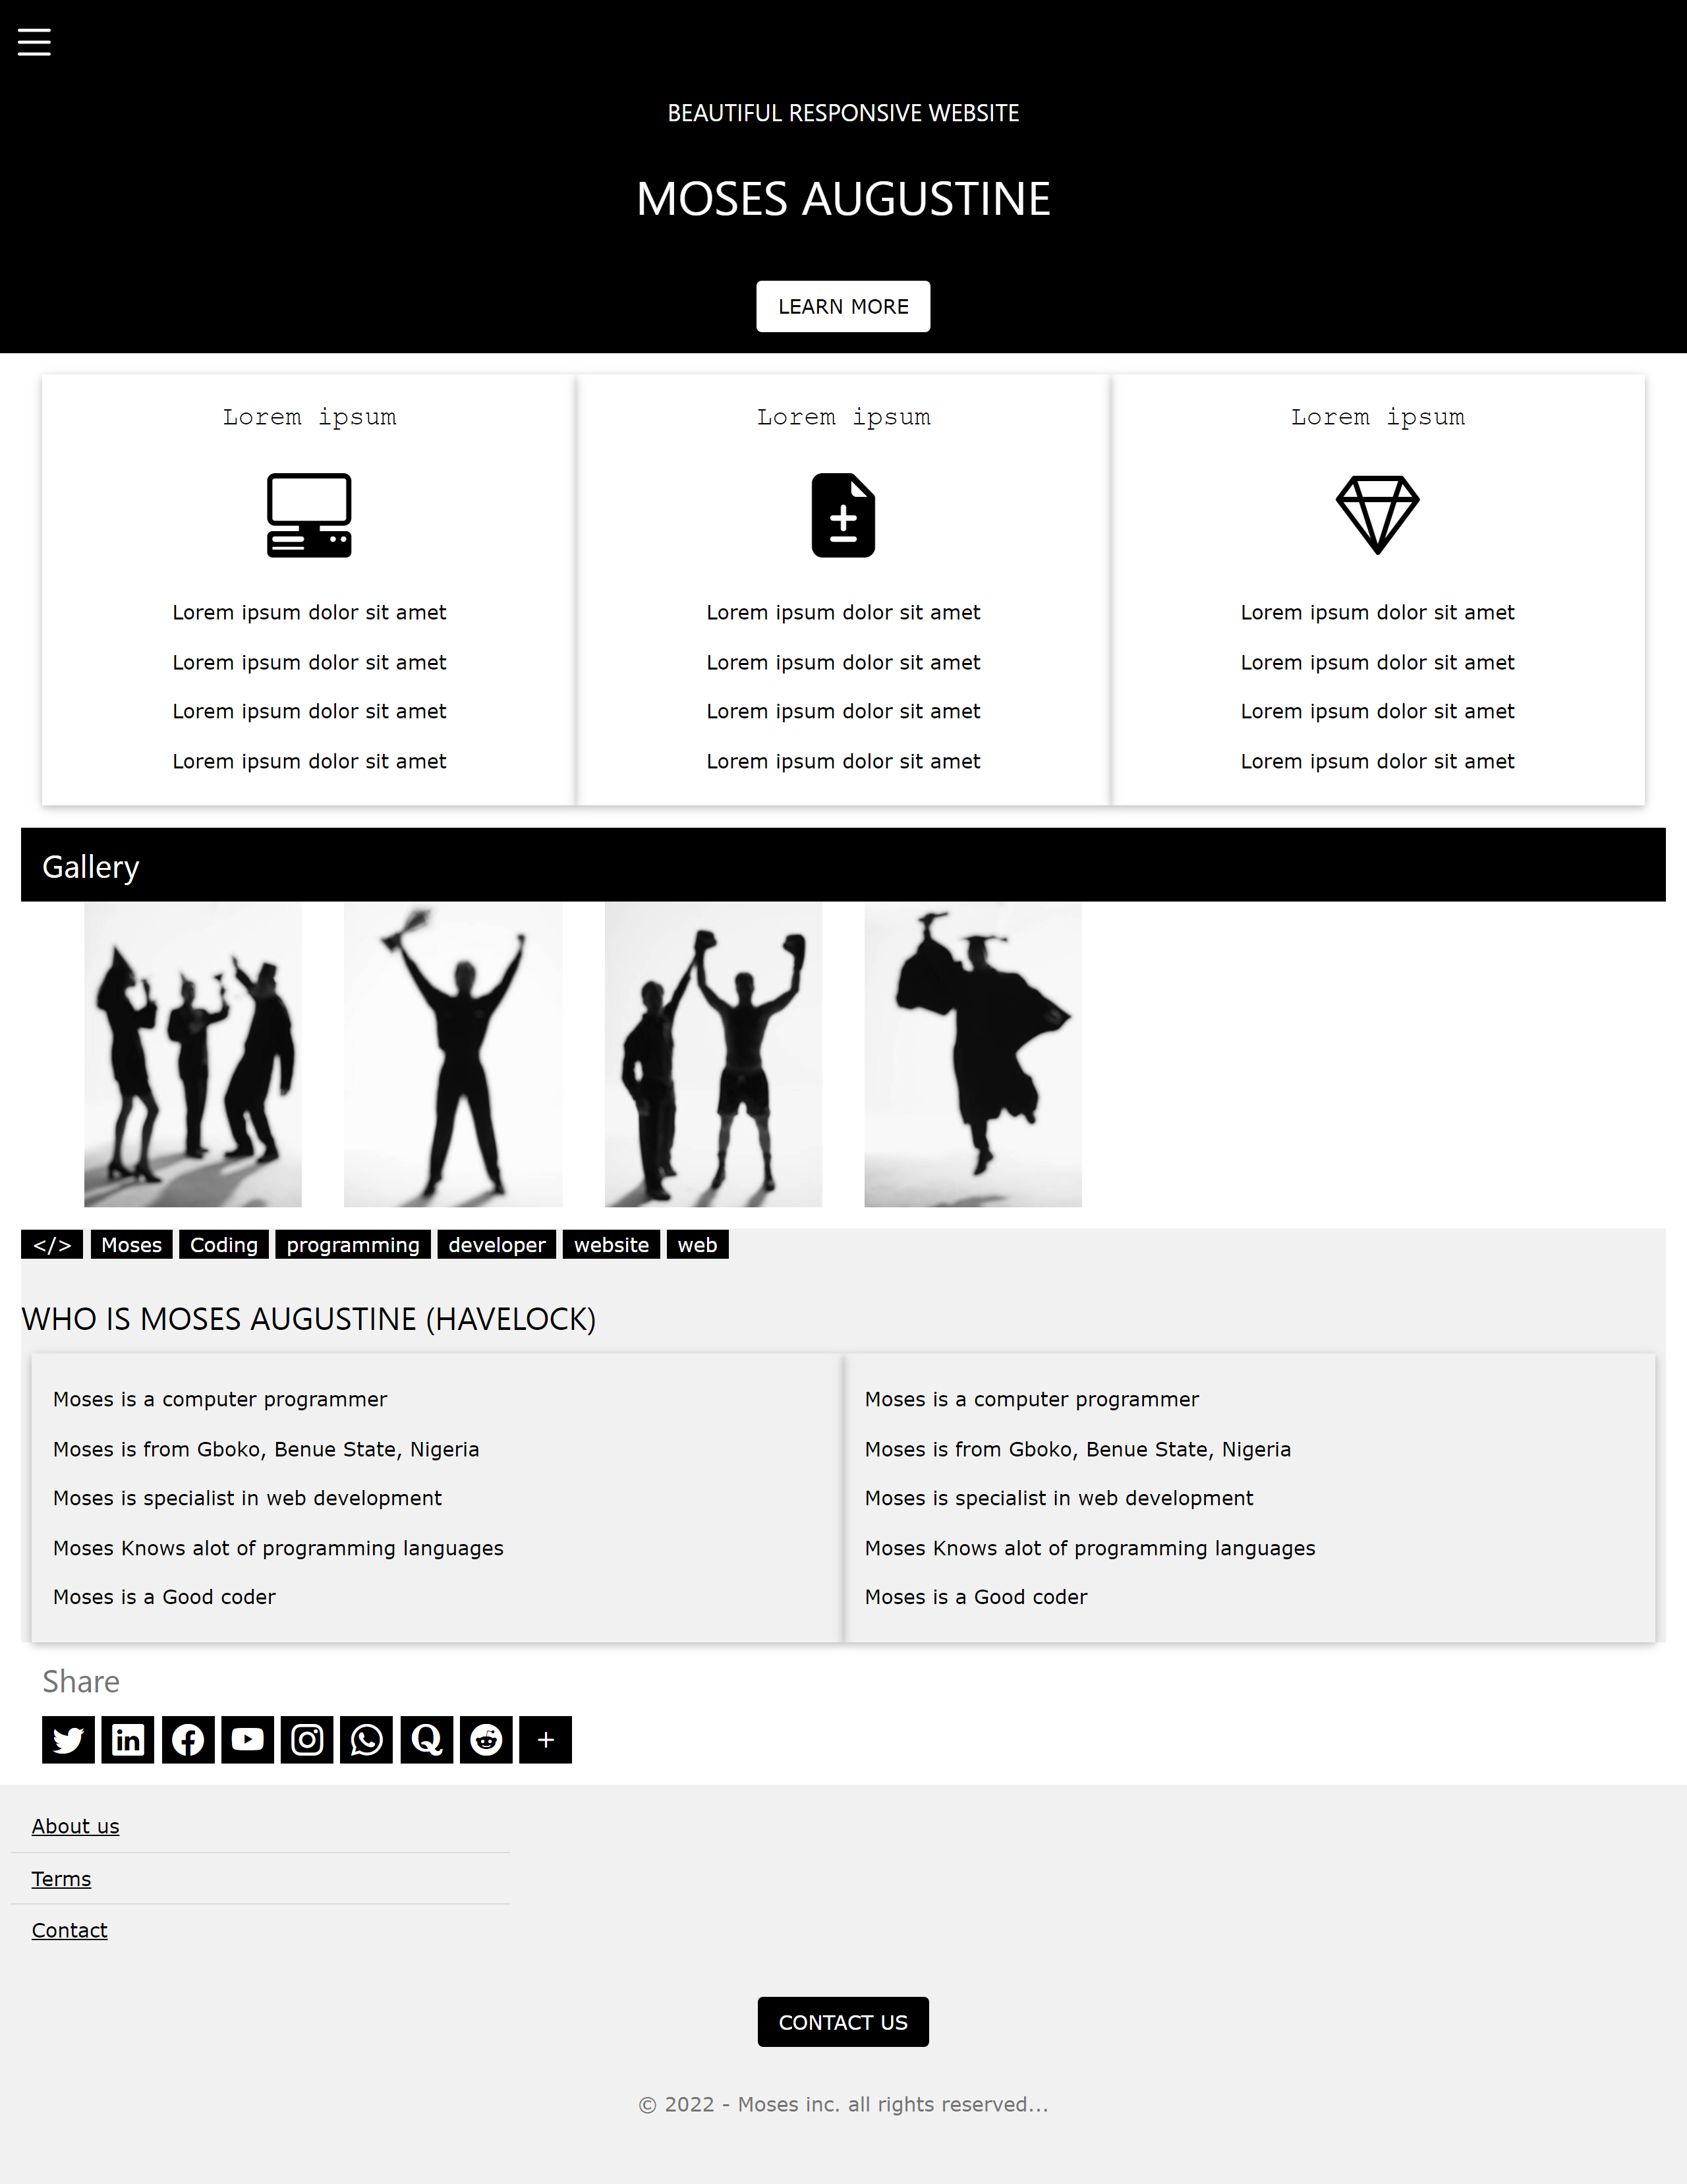 BEAUTIFUL RESPONSIVE WEBSITE
MOSES AUGUSTINE
LEARN MORE
Lorem ipsum
Lorem ipsum dolor sit amet
Lorem ipsum dolor sit amet
Lorem ipsum dolor sit amet
Lorem ipsum dolor sit amet
Lorem ipsum
Lorem ipsum dolor sit amet
Lorem ipsum dolor sit amet
Lorem ipsum dolor sit amet
Lorem ipsum dolor sit amet
Lorem ipsum
Lorem ipsum dolor sit amet
Lorem ipsum dolor sit amet
Lorem ipsum dolor sit amet
Lorem ipsum dolor sit amet
Gallery
</> Moses Coding programming developer website web
WHO IS MOSES AUGUSTINE (HAVELOCK)
Moses is a computer programmer
Moses is from Gboko, Benue State, Nigeria
Moses is specialist in web development
Moses Knows alot of programming languages
Moses is a Good coder
Moses is a computer programmer
Moses is from Gboko, Benue State, Nigeria
Moses is specialist in web development
Moses Knows alot of programming languages
Moses is a Good coder
Share
+
About us
Terms
Contact
CONTACT US
© 2022 - Moses inc. all rights reserved...